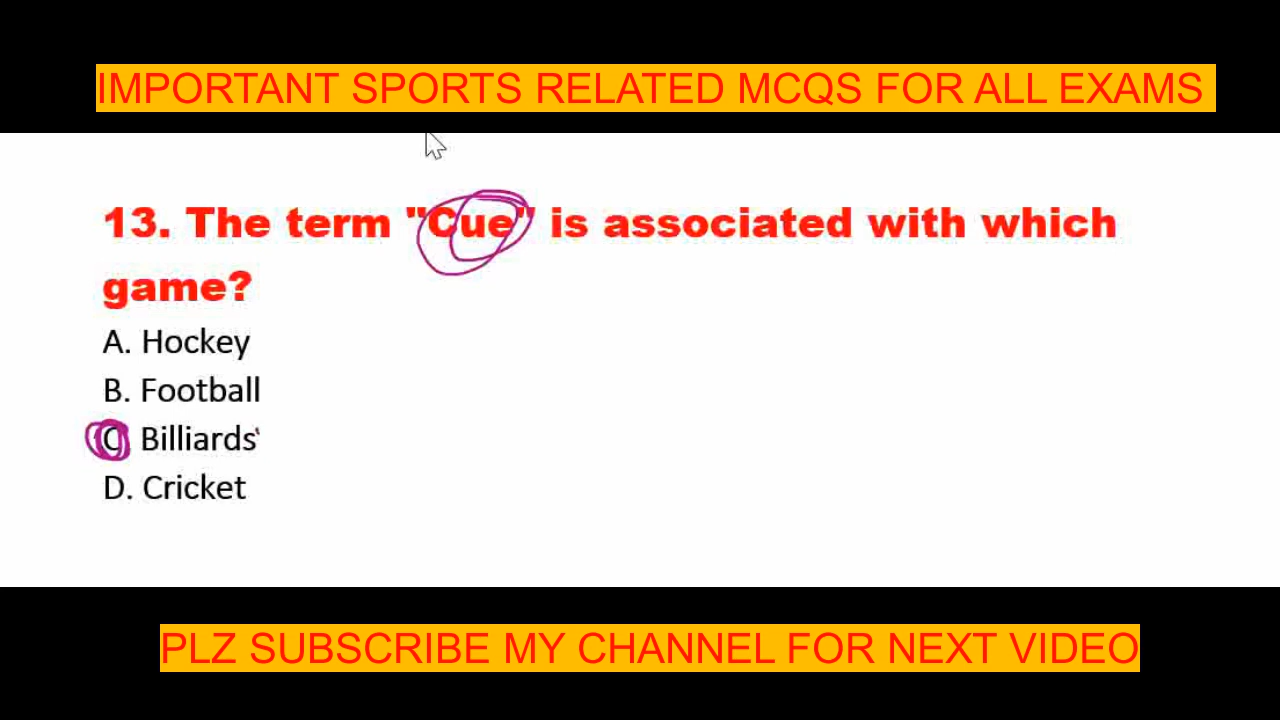 IMPORTANT SPORTS RELATED MCQS FOR ALL EXAMS
13. The term "Cue" is associated with which
game?
A. Hockey
B. Football
C. Billiards
D. Cricket
PLZ SUBSCRIBE MY CHANNEL FOR NEXT VIDEO